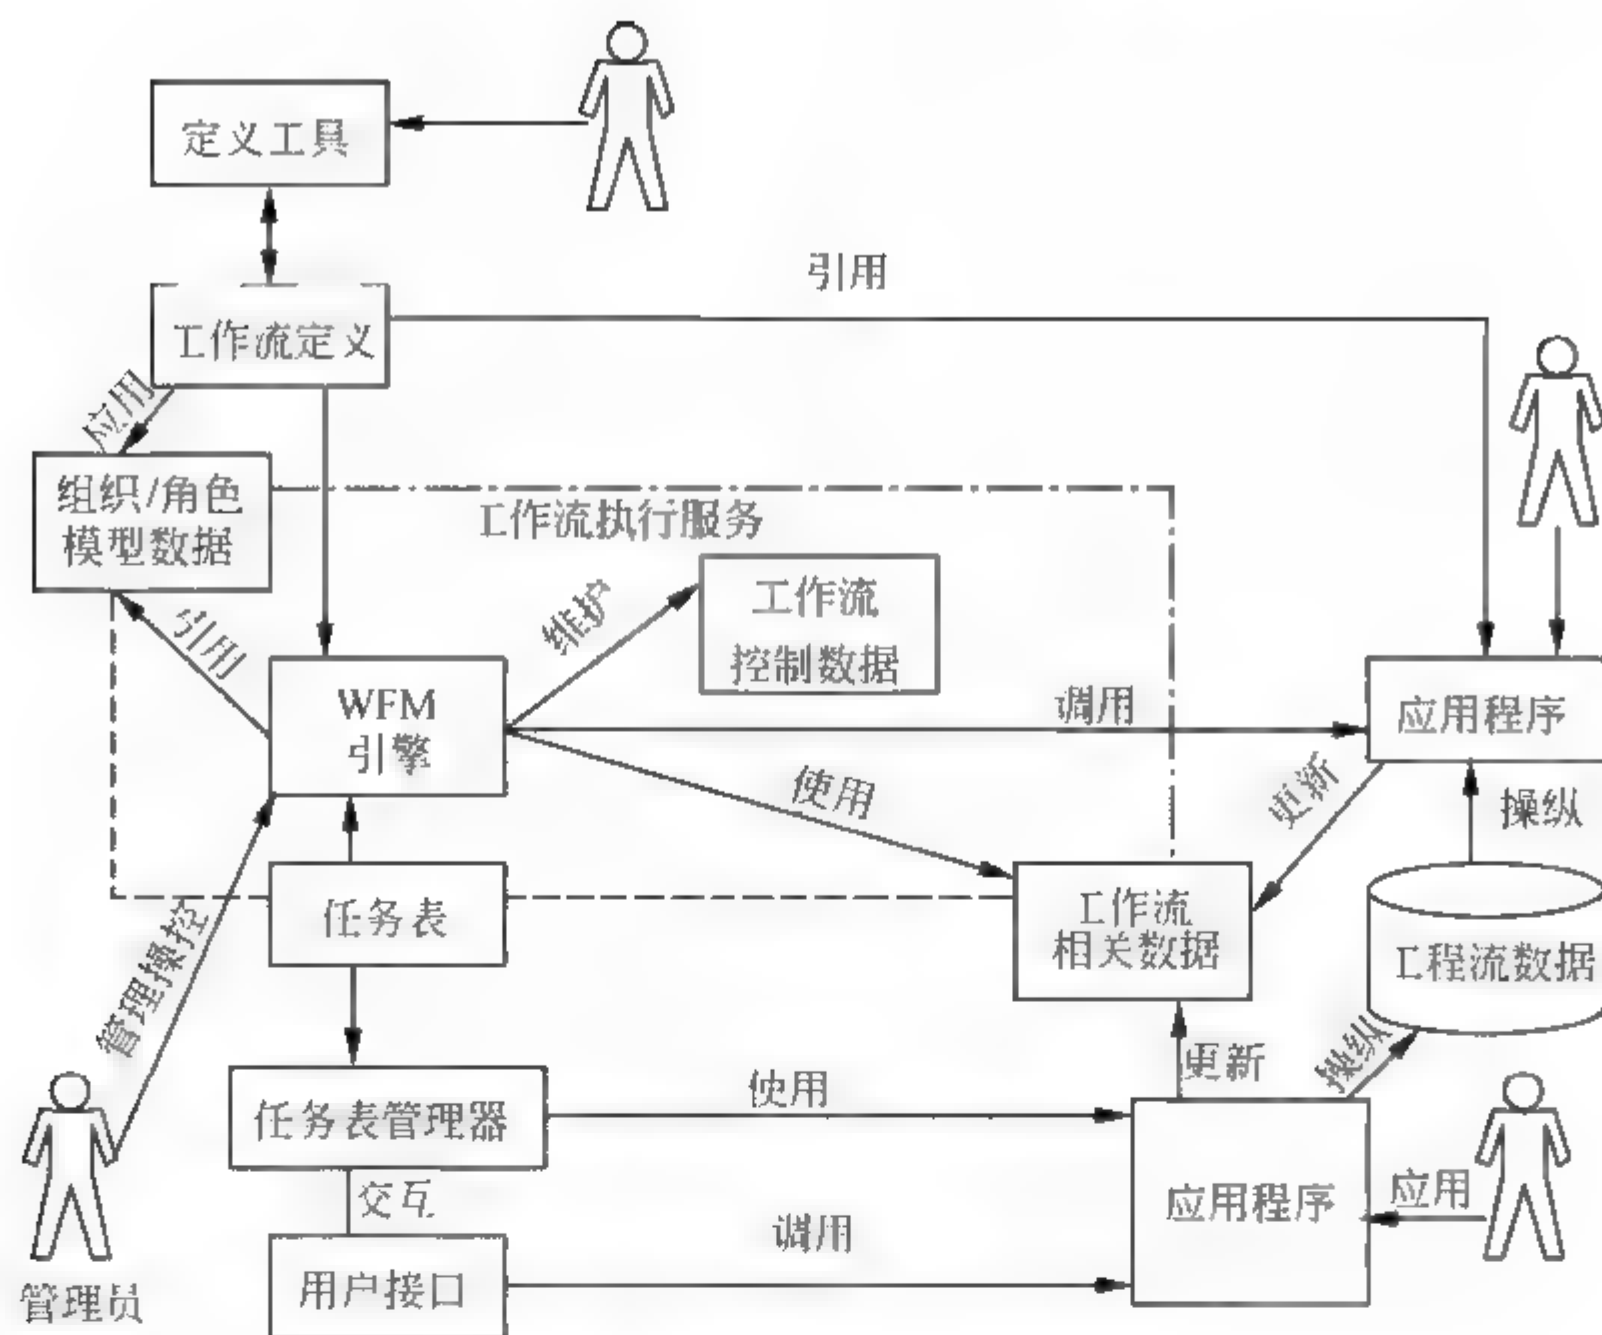 定义工具
引用
工作流定义
应用
组织/角色
模型数据
工作流执行服务
维护
工作流
控制数据
引用
WFM
引擎
调用
应用程序
使用
更新
操纵
任务表
工作流
相关数据
工程流数据
管理操控
更新
操纵
任务表管理器
使用
交互
应用程序
应用
调用
用户接口
管理员